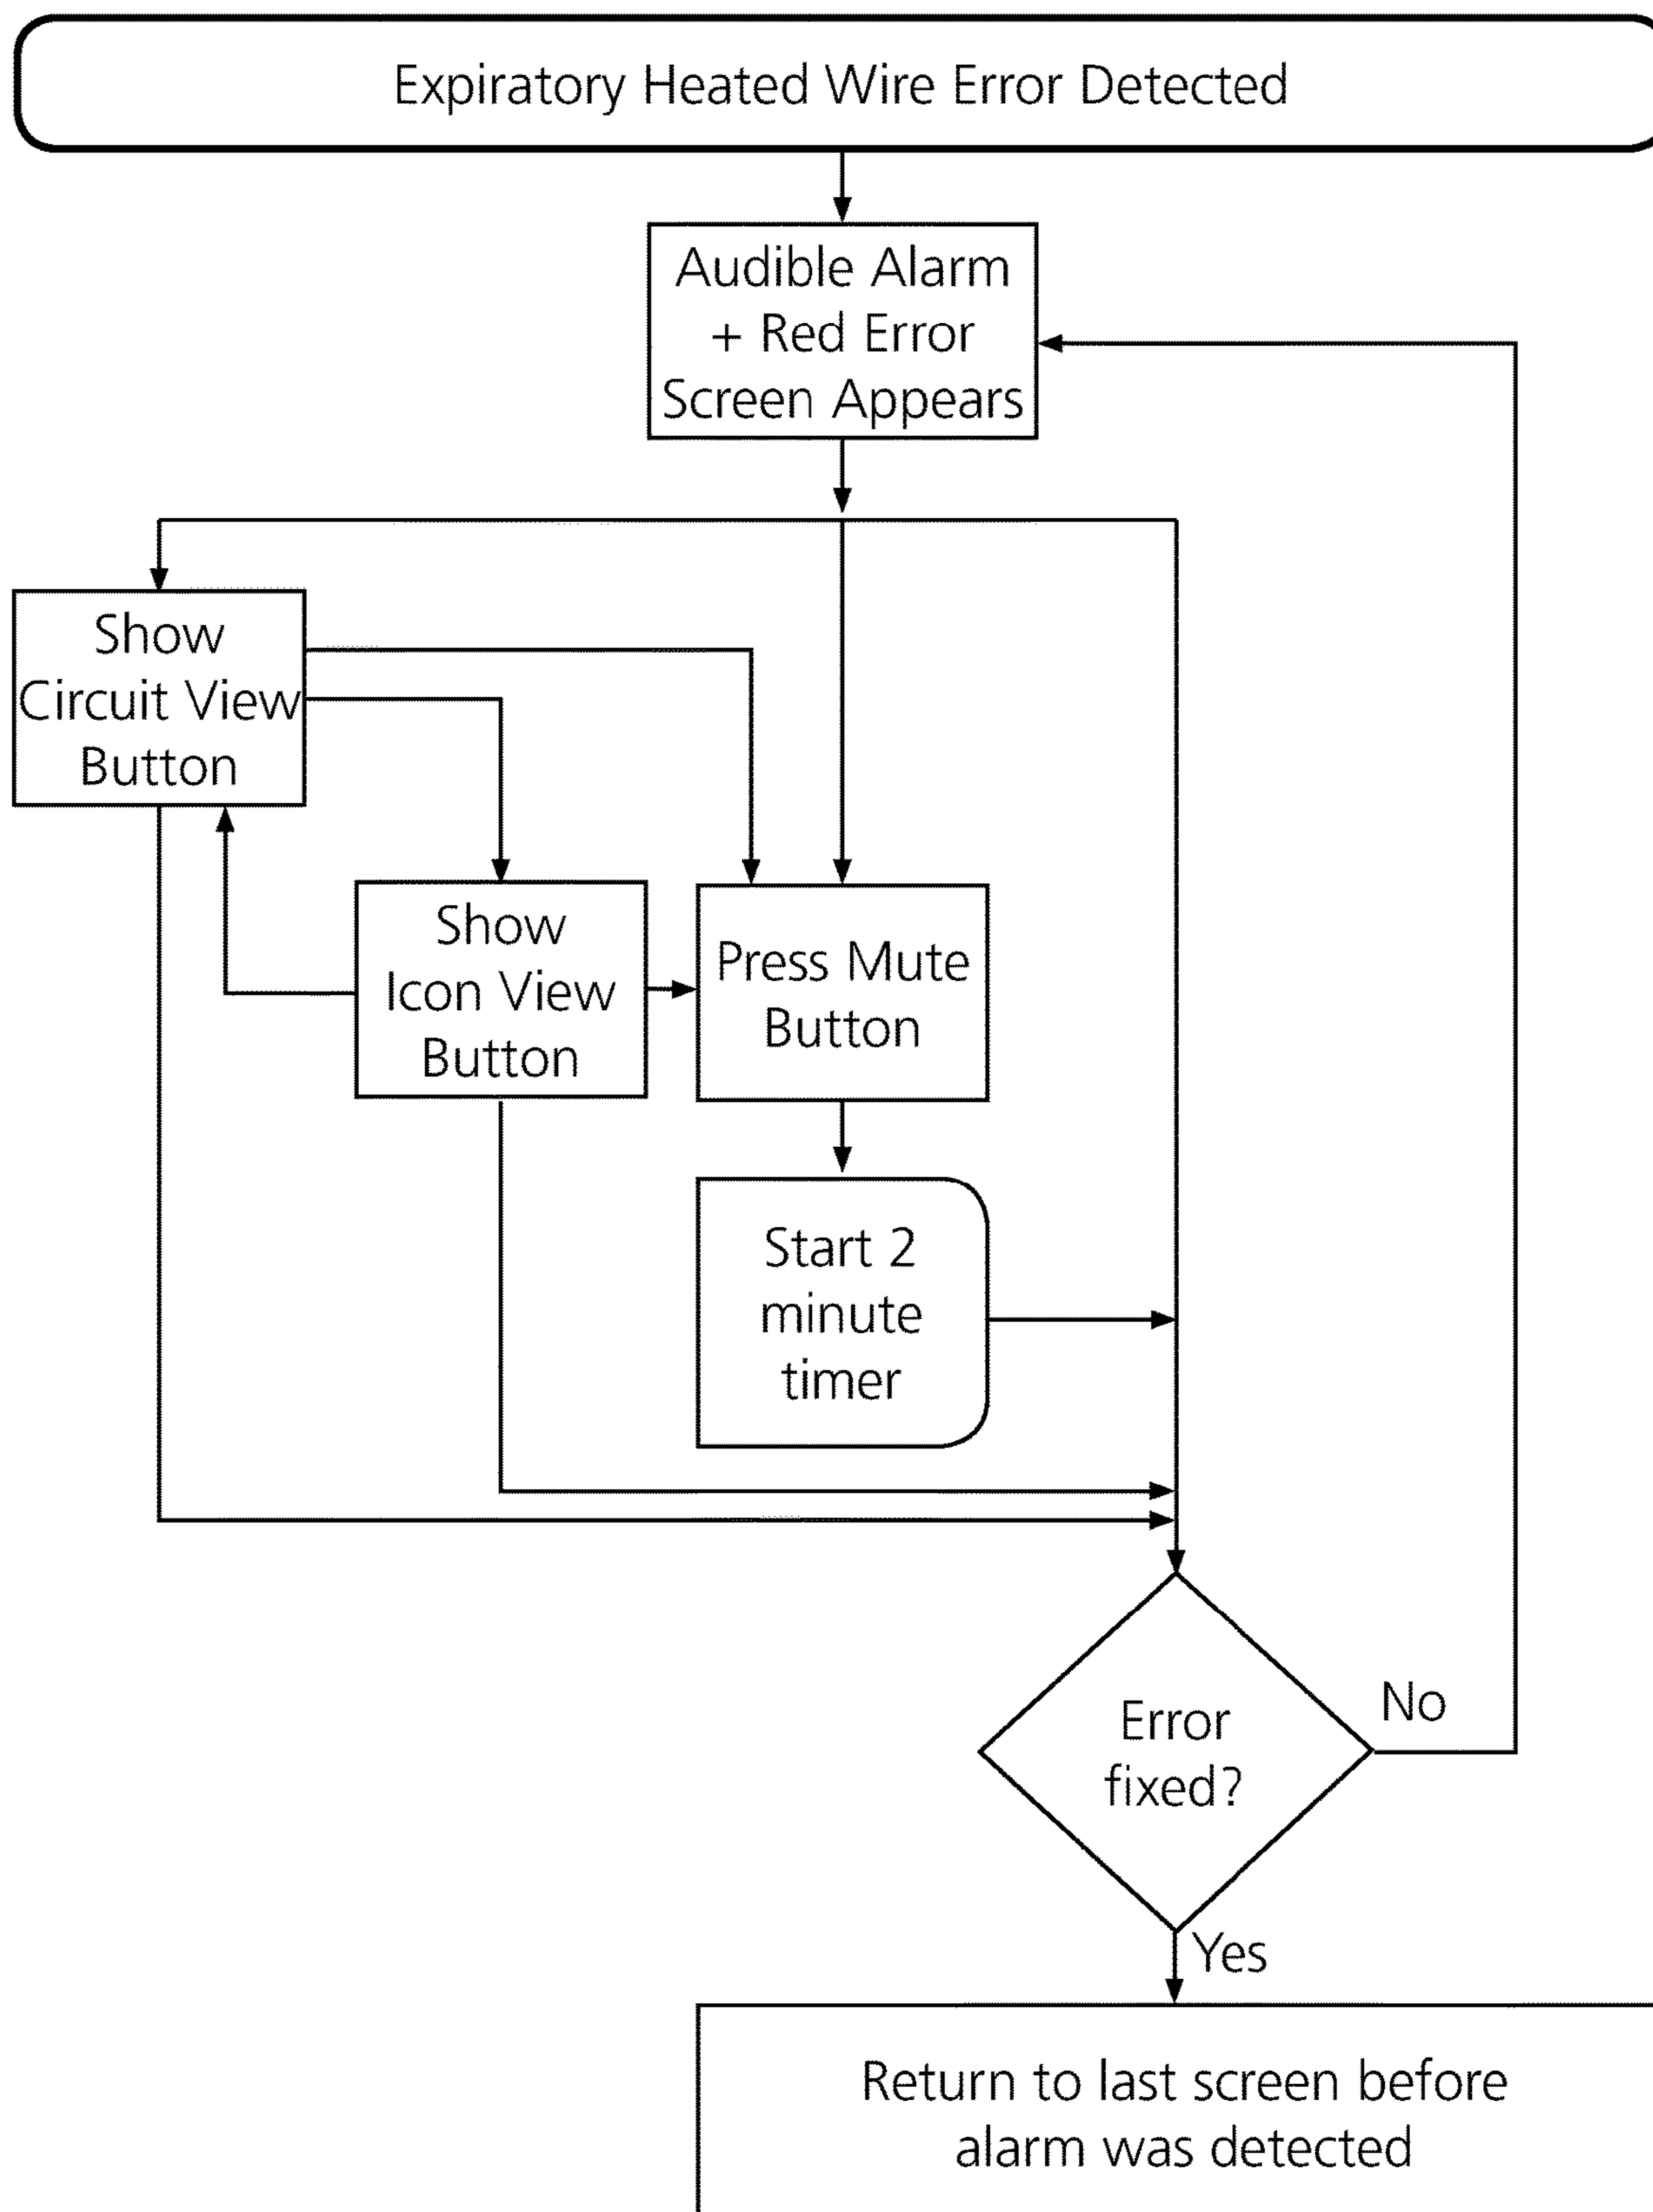 Expiratory Heated Wire Error Detected
Audible Alarm
+ Red Error
Screen Appears
Show
Circuit View
Button
Show
Icon View
Button
Press Mute
Button
Start 2
minute
timer
Error
fixed?
No
Yes
Return to last screen before
alarm was detected